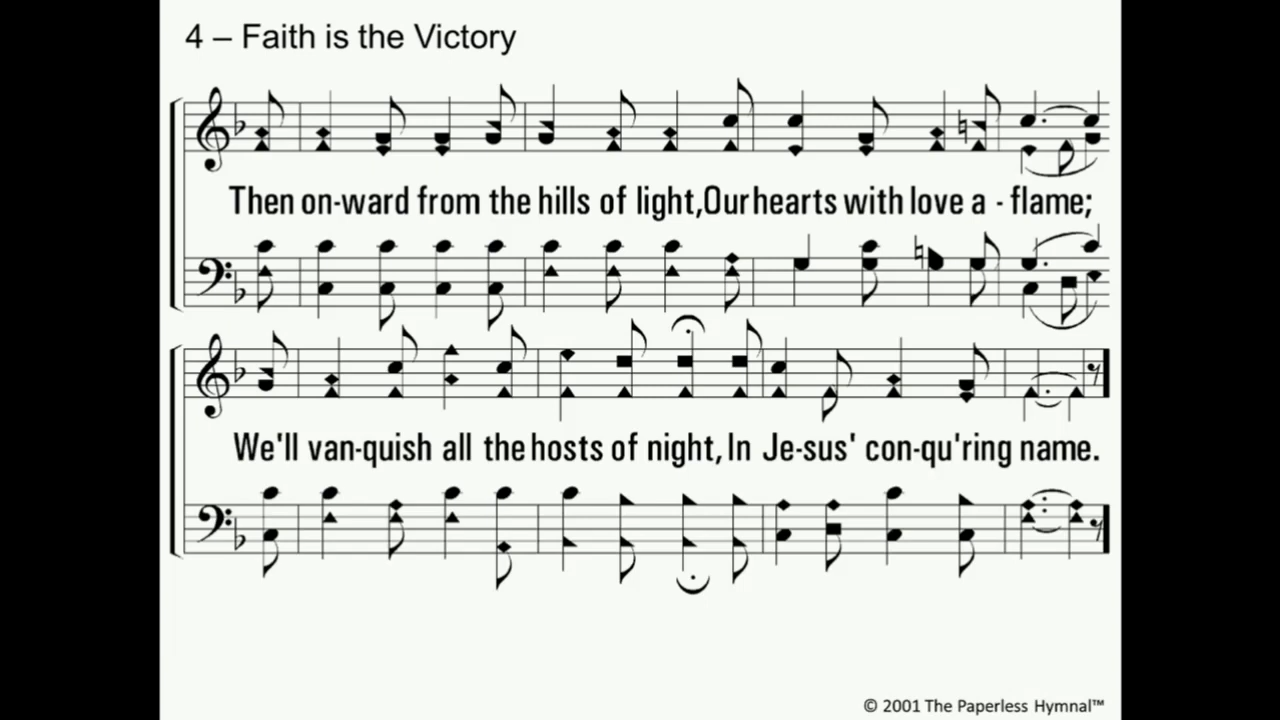 4 – Faith is the Victory
Then on-ward from the hills of light,Our hearts with love a - flame;
We'll van-quish all the hosts of night, In Je-sus' con-qu'ring name.
© 2001 The Paperless Hymnal™